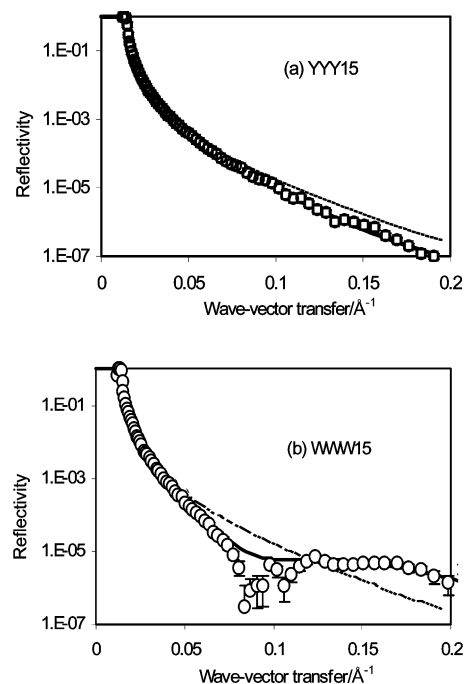 1.E-01
(a) YYY15
1.E-03
Reflectivity
1.E-05
1.E-07
0 0.05 0.1 0.15 0.2
Wave-vector transfer/Å-1
1.E-01
(b) WWW15
1.E-03
Reflectivity
1.E-05
1.E-07
0 0.05 0.1 0.15 0.2
Wave-vector transfer/Å-1